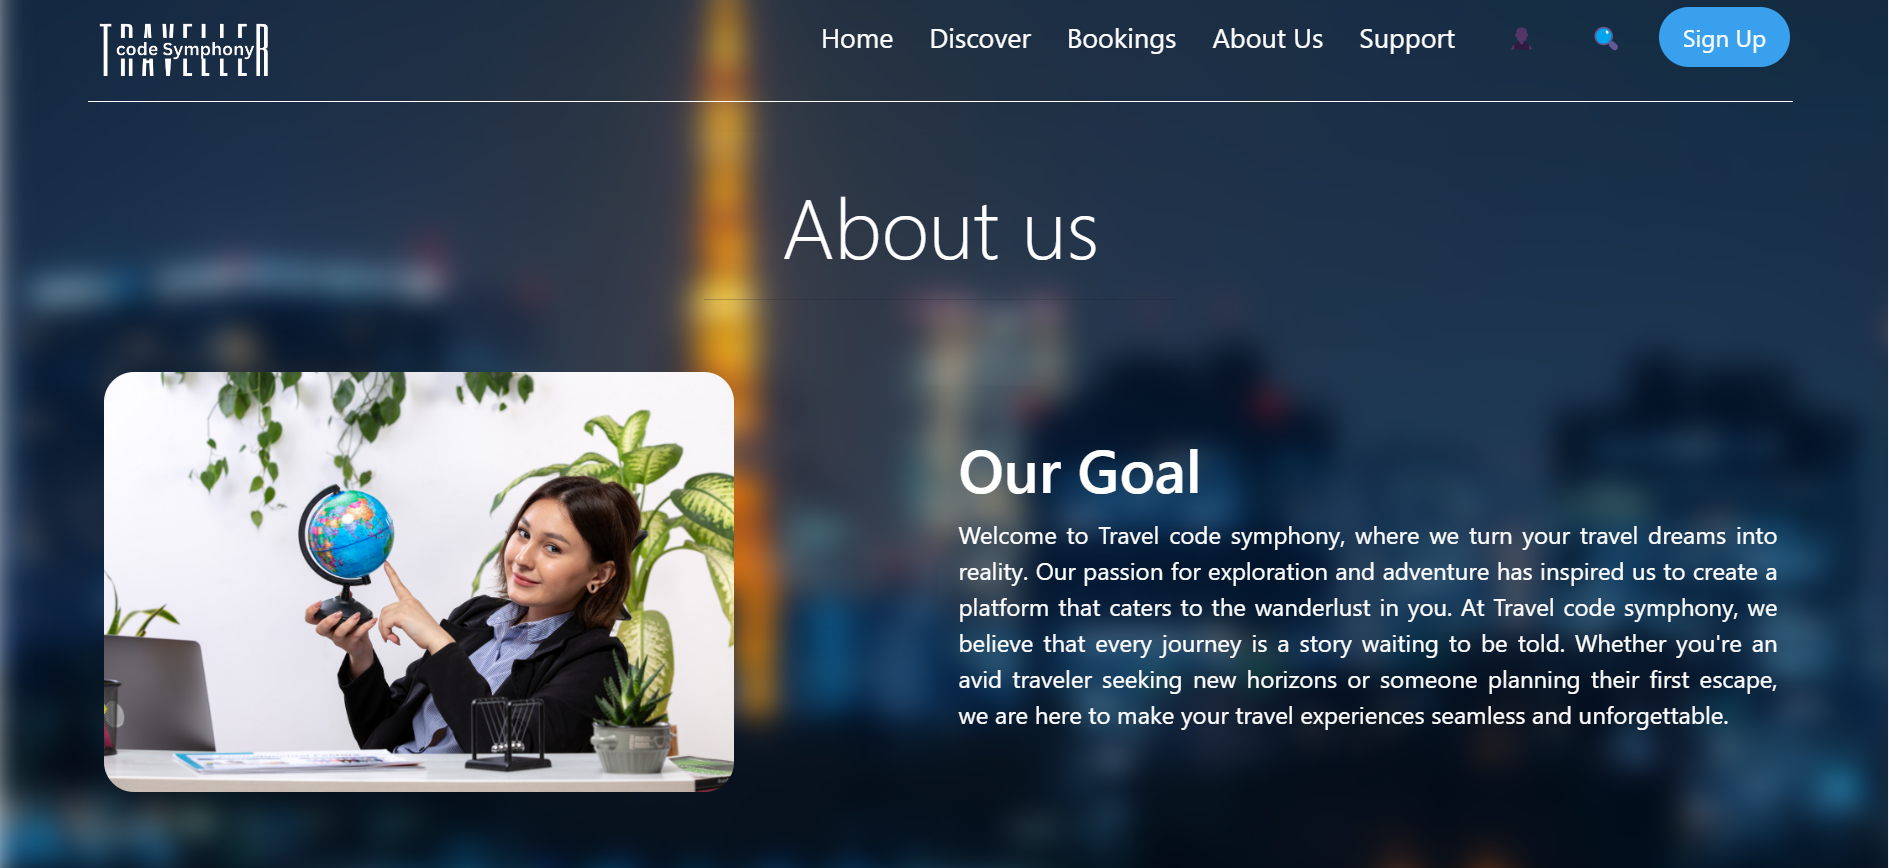 TRAVELLER
code Symphony
Home Discover Bookings About Us Support Sign Up
About us
Our Goal
Welcome to Travel code symphony, where we turn your travel dreams into
reality. Our passion for exploration and adventure has inspired us to create a
platform that caters to the wanderlust in you. At Travel code symphony, we
believe that every journey is a story waiting to be told. Whether you're an
avid traveler seeking new horizons or someone planning their first escape,
we are here to make your travel experiences seamless and unforgettable.